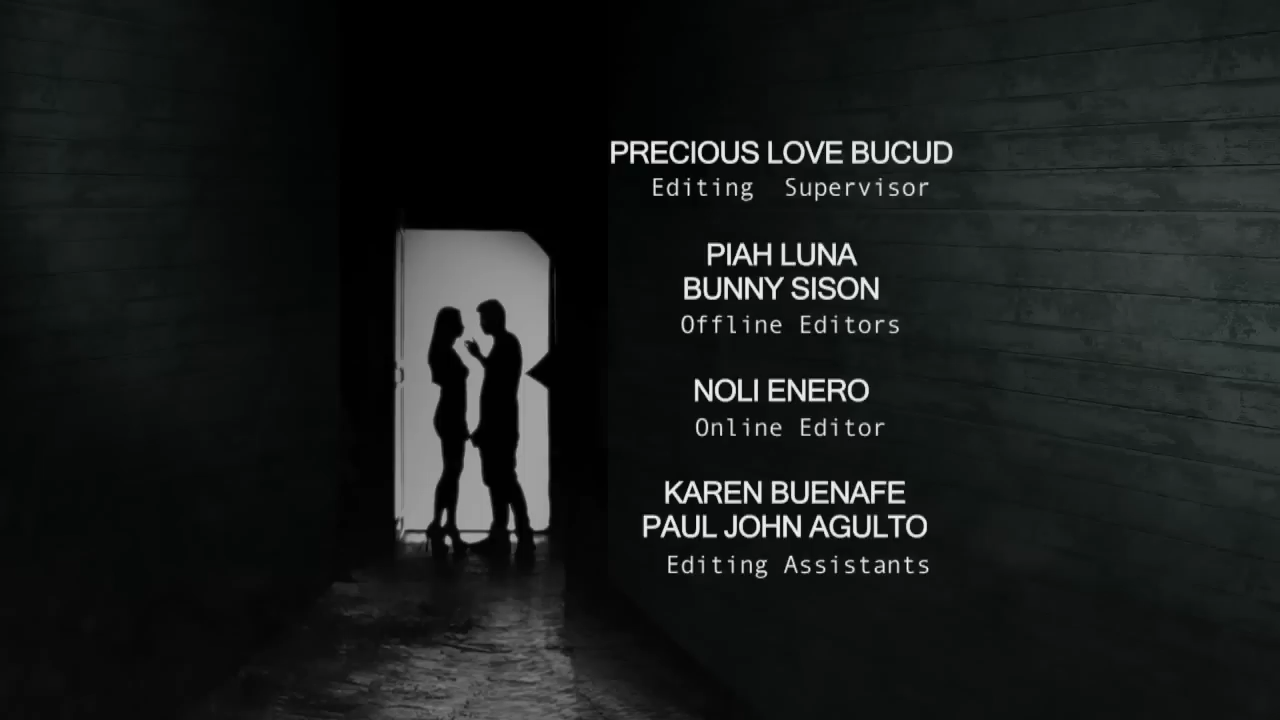 PRECIOUS LOVE BUCUD
Editing Supervisor
PIAH LUNA
BUNNY SISON
Offline Editors
NOLI ENERO
Online Editor
KAREN BUENAFE
PAUL JOHN AGULTO
Editing Assistants